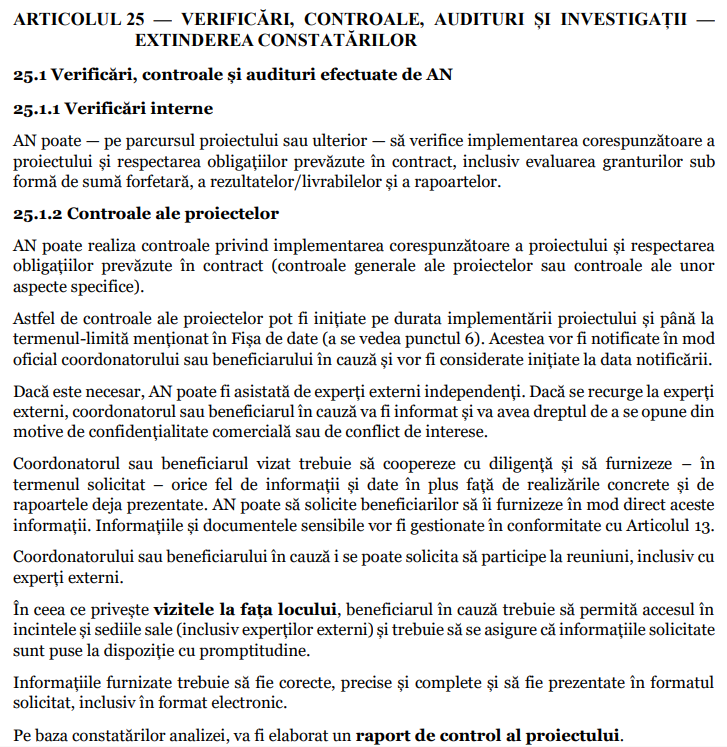 ARTICOLUL 25 — VERIFICĂRI, CONTROALE, AUDITURI ȘI INVESTIGAȚII —
EXTINDEREA CONSTATĂRILOR
25.1 Verificări, controale și audituri efectuate de AN
25.1.1 Verificări interne
AN poate — pe parcursul proiectului sau ulterior — să verifice implementarea corespunzătoare a
proiectului și respectarea obligațiilor prevăzute în contract, inclusiv evaluarea granturilor sub
formă de sumă forfetară, a rezultatelor/livrabilelor și a rapoartelor.
25.1.2 Controale ale proiectelor
AN poate realiza controale privind implementarea corespunzătoare a proiectului și respectarea
obligațiilor prevăzute în contract (controale generale ale proiectelor sau controale ale unor
aspecte specifice).
Astfel de controale ale proiectelor pot fi inițiate pe durata implementării proiectului și până la
termenul-limită menționat în Fișa de date (a se vedea punctul 6). Acestea vor fi notificate în mod
oficial coordonatorului sau beneficiarului în cauză și vor fi considerate inițiate la data notificării.
Dacă este necesar, AN poate fi asistată de experți externi independenți. Dacă se recurge la experți
externi, coordonatorul sau beneficiarul în cauză va fi informat și va avea dreptul de a se opune din
motive de confidențialitate comercială sau de conflict de interese.
Coordonatorul sau beneficiarul vizat trebuie să coopereze cu diligență și să furnizeze – în
termenul solicitat – orice fel de informații și date în plus față de realizările concrete și de
rapoartele deja prezentate. AN poate să solicite beneficiarilor să îi furnizeze în mod direct aceste
informații. Informațiile și documentele sensibile vor fi gestionate în conformitate cu Articolul 13.
Coordonatorului sau beneficiarului în cauză i se poate solicita să participe la reuniuni, inclusiv cu
experți externi.
În ceea ce privește vizitele la fața locului, beneficiarul în cauză trebuie să permită accesul în
incintele și sediile sale (inclusiv experților externi) și trebuie să se asigure că informațiile solicitate
sunt puse la dispoziție cu promptitudine.
Informațiile furnizate trebuie să fie corecte, precise și complete și să fie prezentate în formatul
solicitat, inclusiv în format electronic.
Pe baza constatărilor analizei, va fi elaborat un raport de control al proiectului.